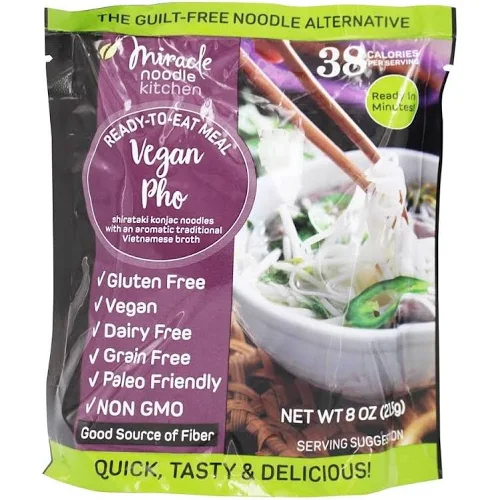 THE GUILT-FREE NOODLE ALTERNATIVE
Miracle
noodle
kitchen
38 CALORIES
PER SERVING
Ready in
Minutes!
READY-TO-EAT MEAL
Vegan
Pho
shirataki konjac noodles
with an aromatic traditional
Vietnamese broth
✓Gluten Free
✓Vegan
✓Dairy Free
✓Grain Free
✓Paleo Friendly
✓NON GMO
Good Source of Fiber
NET WT 8 OZ (215g)
SERVING SUGGESTION
QUICK, TASTY & DELICIOUS!